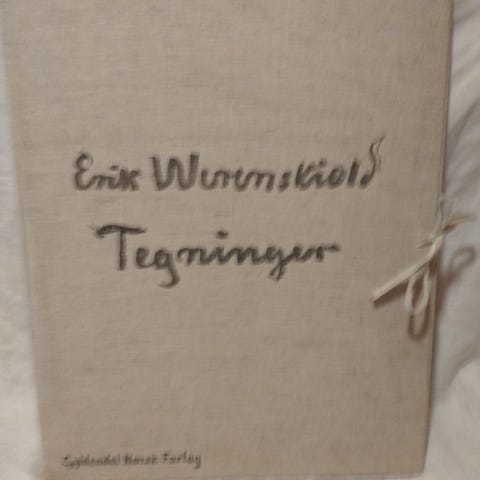 Erik Werenskiold
Tegninger
Gyldendal Norsk Forlag